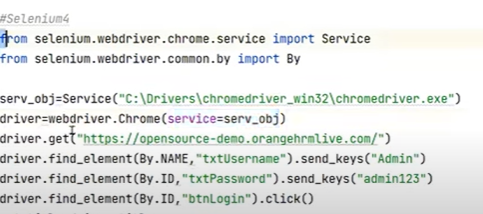 #Selenium4
from selenium.webdriver.chrome.service import Service
from selenium.webdriver.common.by import By
serv_obj=Service("C:\Drivers\chromedriver_win32\chromedriver.exe")
driver=webdriver.Chrome(service=serv_obj)
driver.get("https://opensource-demo.orangehrmlive.com/")
driver.find_element(By.NAME,"txtUsername").send_keys("Admin")
driver.find_element(By.ID,"txtPassword").send_keys("admin123")
driver.find_element(By.ID,"btnLogin").click()